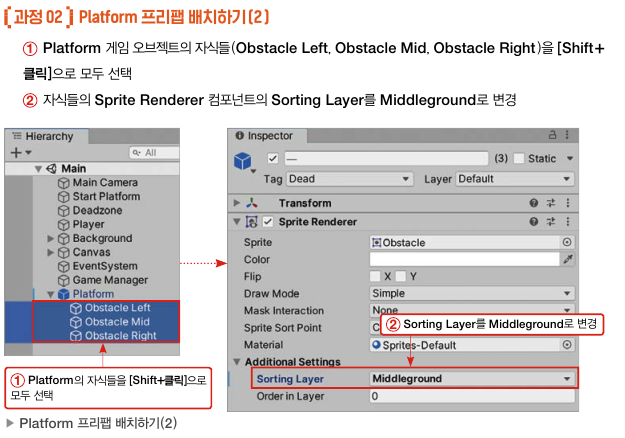 과정 02 Platform 프리팹 배치하기(2)
① Platform 게임 오브젝트의 자식들(Obstacle Left, Obstacle Mid, Obstacle Right)을 [Shift+
클릭]으로 모두 선택
② 자식들의 Sprite Renderer 컴포넌트의 Sorting Layer를 Middleground로 변경
Hierarchy
All
Main
Main Camera
Start Platform
Deadzone
Player
Background
Canvas
EventSystem
Game Manager
Platform
Obstacle Left
Obstacle Mid
Obstacle Right
① Platform의 자식들을 [Shift+클릭]으로
모두 선택
Inspector
— (3) Static
Tag Dead Layer Default
Transform
Sprite Renderer
Sprite Obstacle
Color
Flip X Y
Draw Mode Simple
Mask Interaction None
Sprite Sort Point C
② Sorting Layer를 Middleground로 변경
Material Sprites-Default
Additional Settings
Sorting Layer Middleground
Order in Layer 0
▶ Platform 프리팹 배치하기(2)